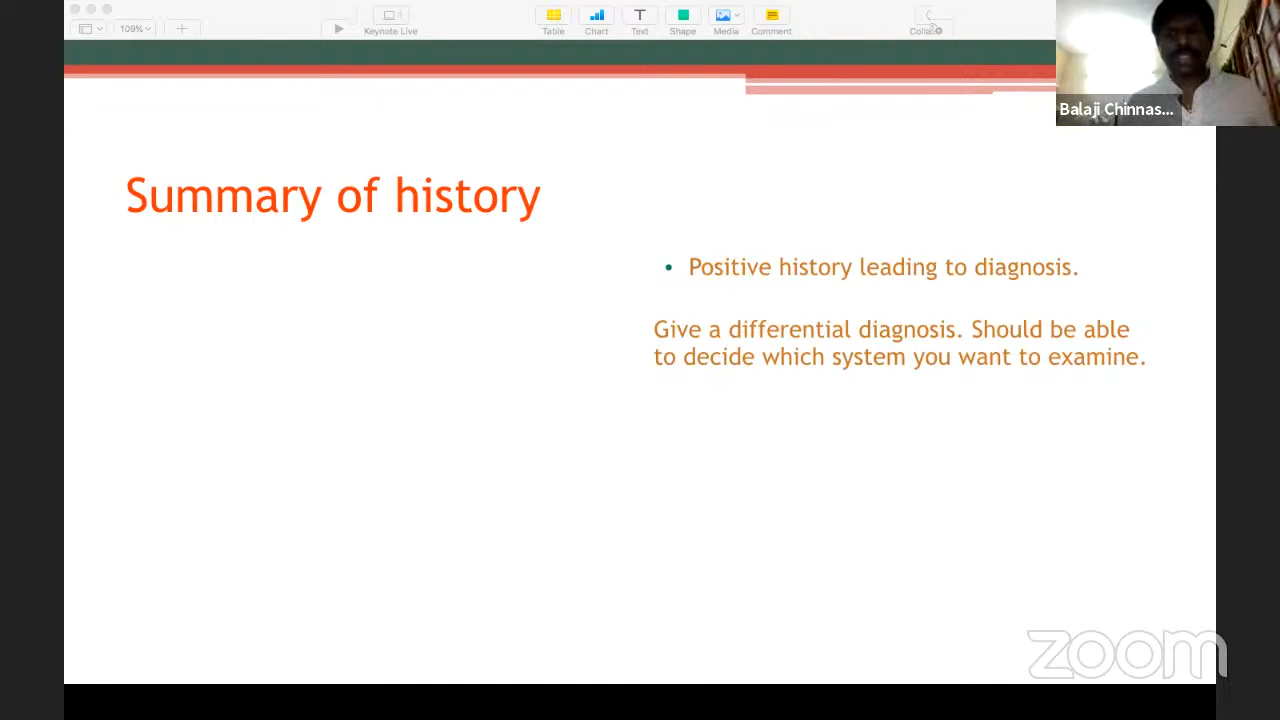 109%
Keynote Live
Table
Chart
Text
Shape
Media
Comment
Balaji Chinnas...
Summary of history
• Positive history leading to diagnosis.
Give a differential diagnosis. Should be able
to decide which system you want to examine.
zoom